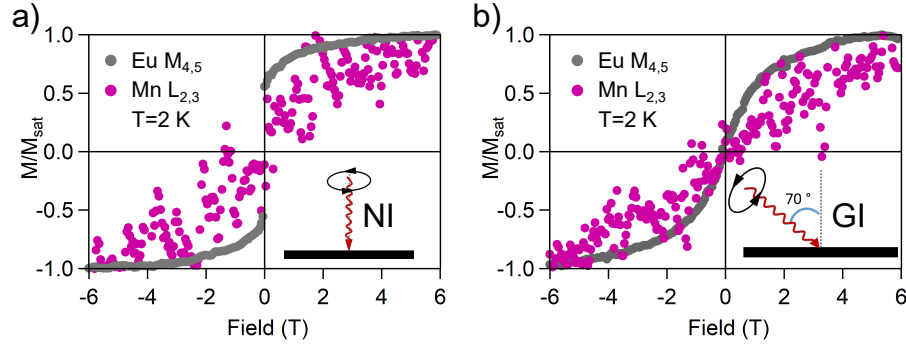 a)
M/Msat
1.0
0.5
0.0
-0.5
-1.0
Eu M4,5
Mn L2,3
T=2 K
NI
-6 -4 -2 0 2 4 6
Field (T)
b)
M/Msat
1.0
0.5
0.0
-0.5
-1.0
Eu M4,5
Mn L2,3
T=2 K
70°
GI
-6 -4 -2 0 2 4 6
Field (T)